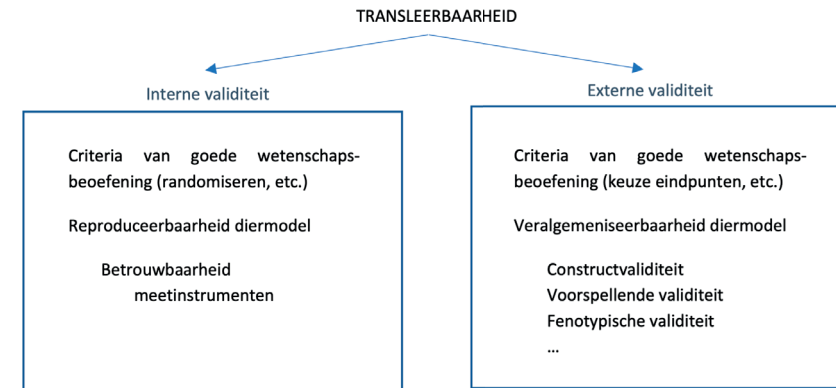 TRANSLEERBAARHEID
Interne validiteit
Criteria van goede wetenschaps-
beoefening (randomiseren, etc.)
Reproduceerbaarheid diermodel
Betrouwbaarheid
meetinstrumenten
Externe validiteit
Criteria van goede wetenschaps-
beoefening (keuze eindpunten, etc.)
Veralgemeniseerbaarheid diermodel
Constructvaliditeit
Voorspellende validiteit
Fenotypische validiteit
...